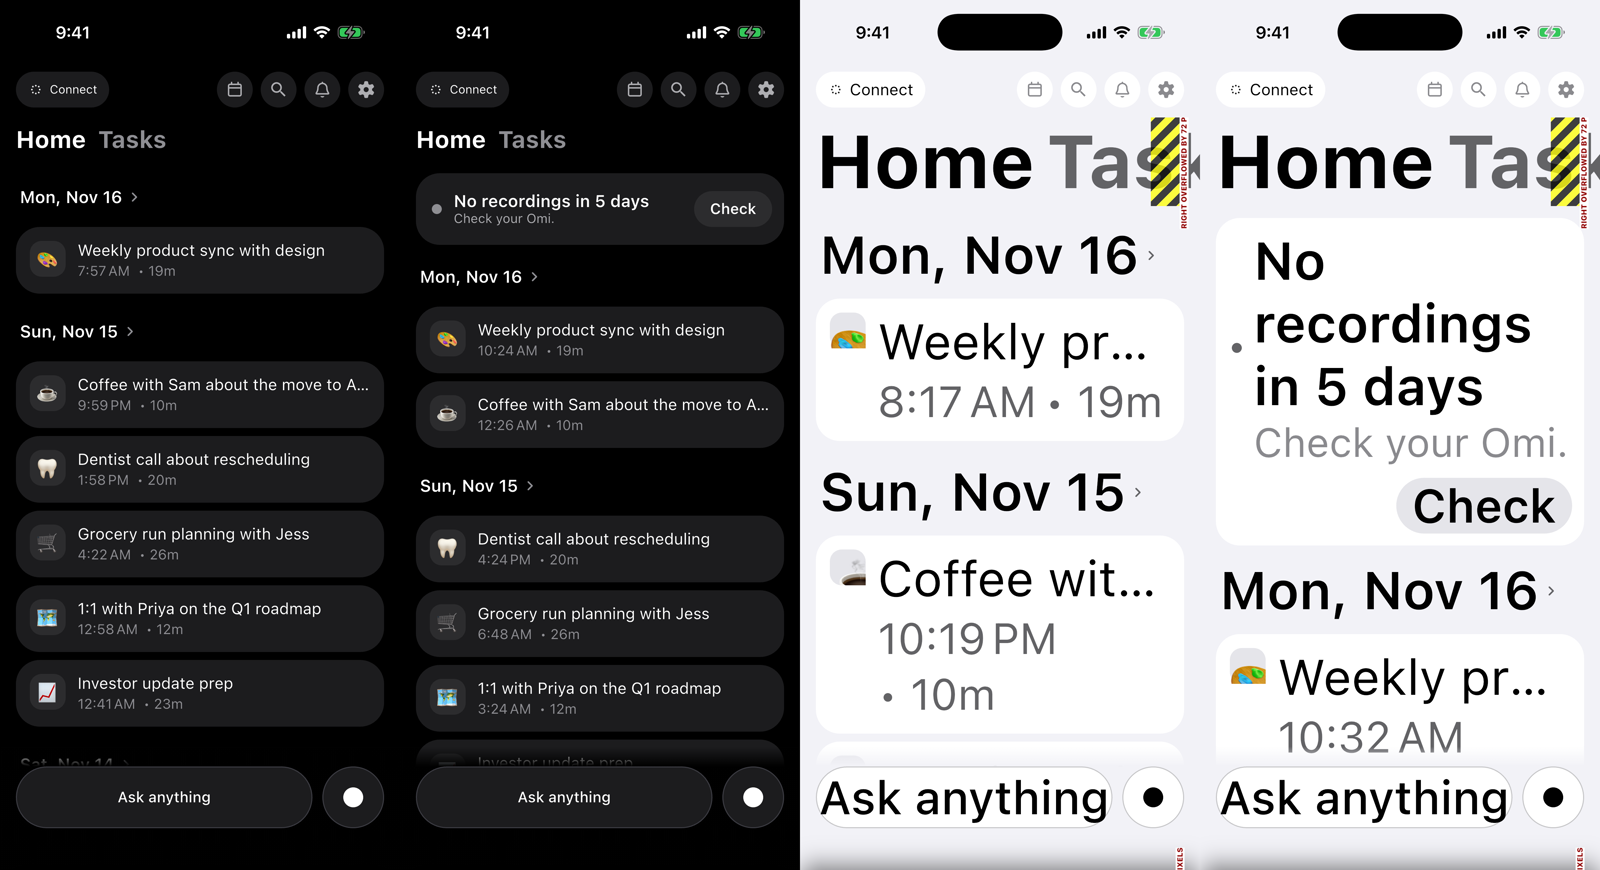 9:41
Connect
Home Tasks
Mon, Nov 16
Weekly product sync with design
7:57 AM • 19m
Sun, Nov 15
Coffee with Sam about the move to A...
9:59 PM • 10m
Dentist call about rescheduling
1:58 PM • 20m
Grocery run planning with Jess
4:22 AM • 26m
1:1 with Priya on the Q1 roadmap
12:58 AM • 12m
Investor update prep
12:41 AM • 23m
Sat, Nov 14
Ask anything
9:41
Connect
Home Tasks
No recordings in 5 days
Check your Omi.
Check
Mon, Nov 16
Weekly product sync with design
10:24 AM • 19m
Coffee with Sam about the move to A...
12:26 AM • 10m
Sun, Nov 15
Dentist call about rescheduling
4:24 PM • 20m
Grocery run planning with Jess
6:48 AM • 26m
1:1 with Priya on the Q1 roadmap
3:24 AM • 12m
Investor update prep
Ask anything
9:41
Connect
Home Task
RIGHT OVERFLOWED BY 72 P
Mon, Nov 16
Weekly pr...
8:17 AM • 19m
Sun, Nov 15
Coffee wit...
10:19 PM
• 10m
Ask anything
IXELS
9:41
Connect
Home Task
RIGHT OVERFLOWED BY 72 P
No
recordings
in 5 days
Check your Omi.
Check
Mon, Nov 16
Weekly pr...
10:32 AM
Ask anything
IXELS